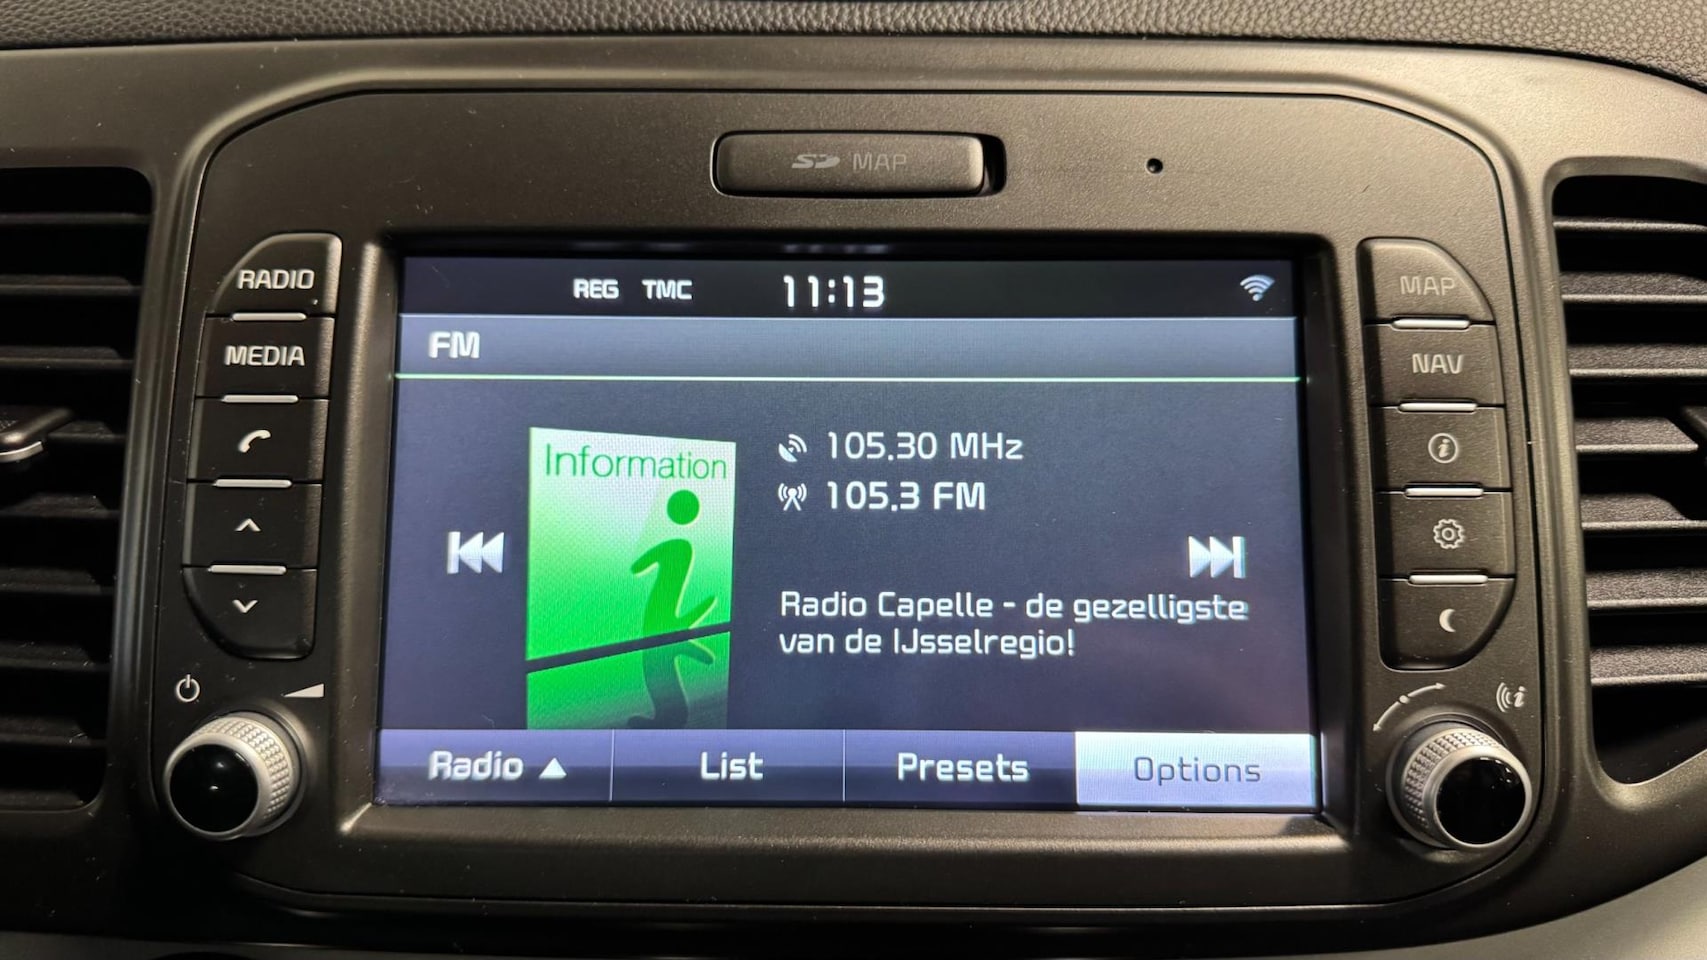 SD MAP
RADIO
MEDIA
MAP
NAV
REG TMC 11:13
FM
Information
105.30 MHz
105.3 FM
Radio Capelle - de gezelligste
van de IJsselregio!
Radio List Presets Options